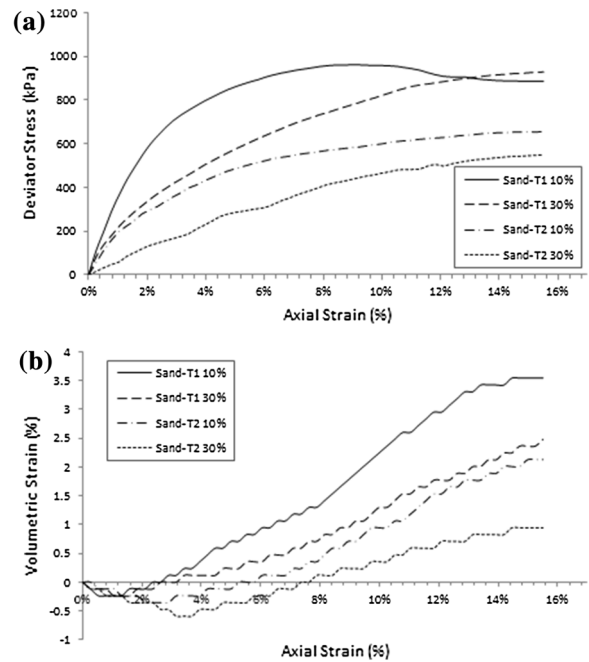 (a)
Deviator Stress (kPa)
1200
1000
800
600
400
200
0
0%
2%
4%
6%
8%
10%
12%
14%
16%
Axial Strain (%)
Sand-T1 10%
Sand-T1 30%
Sand-T2 10%
Sand-T2 30%
(b)
Volumetric Strain (%)
4
3.5
3
2.5
2
1.5
1
0.5
0
-0.5
-1
0%
2%
4%
6%
8%
10%
12%
14%
16%
Axial Strain (%)
Sand-T1 10%
Sand-T1 30%
Sand-T2 10%
Sand-T2 30%